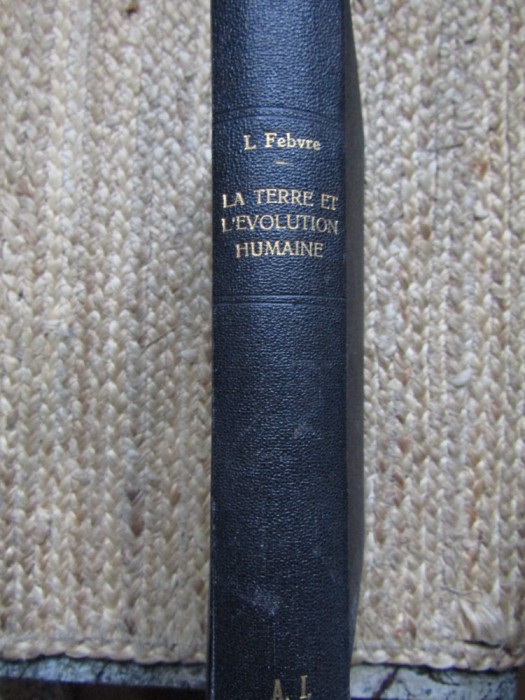 L Febvre
LA TERRE ET
L'EVOLUTION
HUMAINE
A. I.